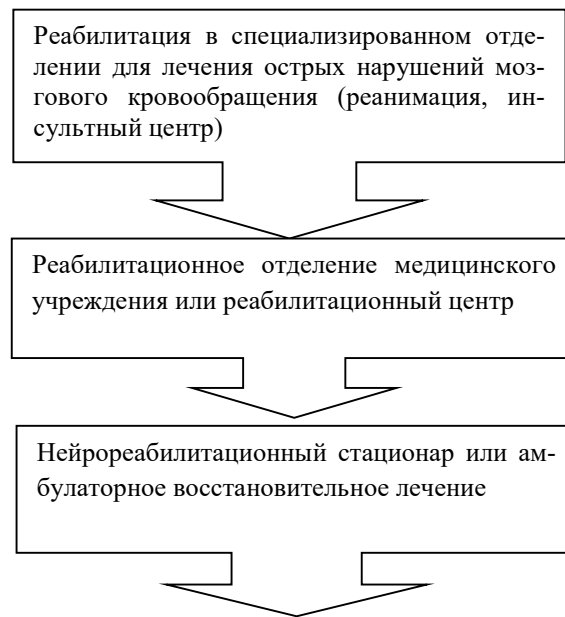 Реабилитация в специализированном отде-
лении для лечения острых нарушений моз-
гового кровообращения (реанимация, ин-
сультный центр)
Реабилитационное отделение медицинского
учреждения или реабилитационный центр
Нейрореабилитационный стационар или ам-
булаторное восстановительное лечение